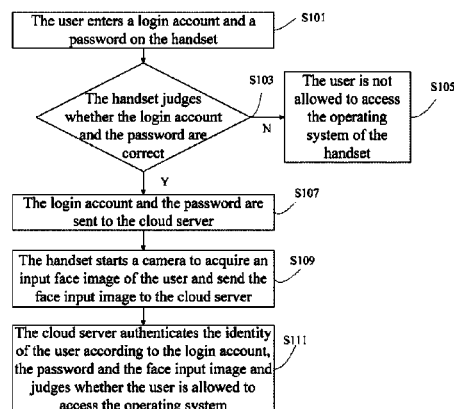 The user enters a login account and a
password on the handset
S101
The handset judges
whether the login account
and the password are
correct
S103
N
The user is not
allowed to access
the operating
system of the
handset
S105
Y
The login account and the password are
sent to the cloud server
S107
The handset starts a camera to acquire an
input face image of the user and send the
face input image to the cloud server
S109
The cloud server authenticates the identity
of the user according to the login account,
the password and the face input image and
judges whether the user is allowed to
access the operating system
S111